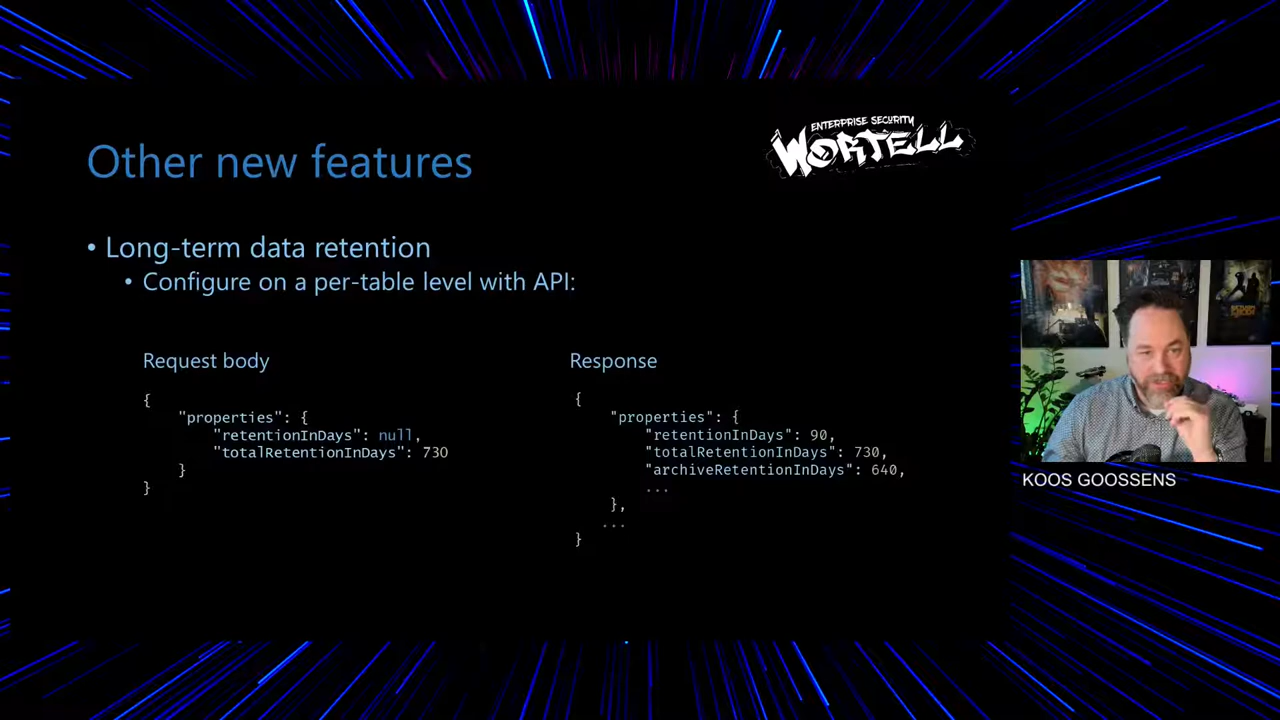 ENTERPRISE SECURITY
WORTELL
Other new features
• Long-term data retention
• Configure on a per-table level with API:
Request body
{
"properties": {
"retentionInDays": null,
"totalRetentionInDays": 730
}
}
Response
{
"properties": {
"retentionInDays": 90,
"totalRetentionInDays": 730,
"archiveRetentionInDays": 640,
...
},
...
}
KOOS GOOSSENS